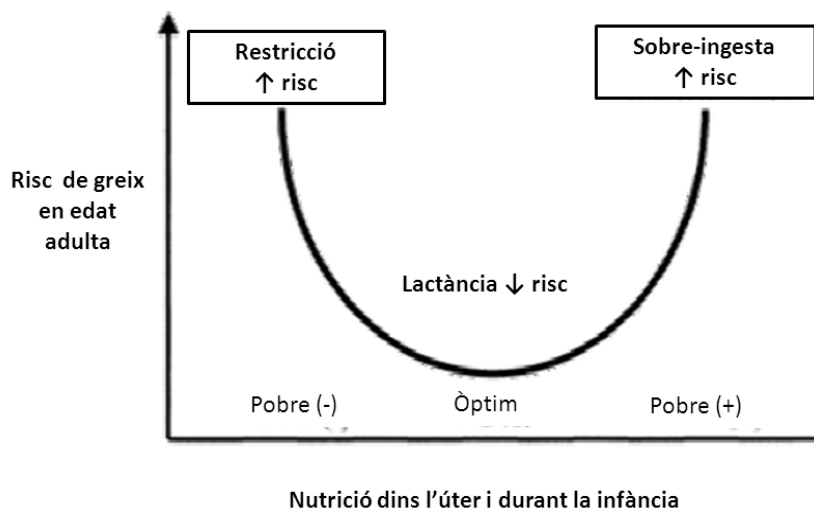 Restricció
↑ risc
Sobre-ingesta
↑ risc
Risc de greix
en edat
adulta
Lactància ↓ risc
Pobre (-)
Òptim
Pobre (+)
Nutrició dins l'úter i durant la infància